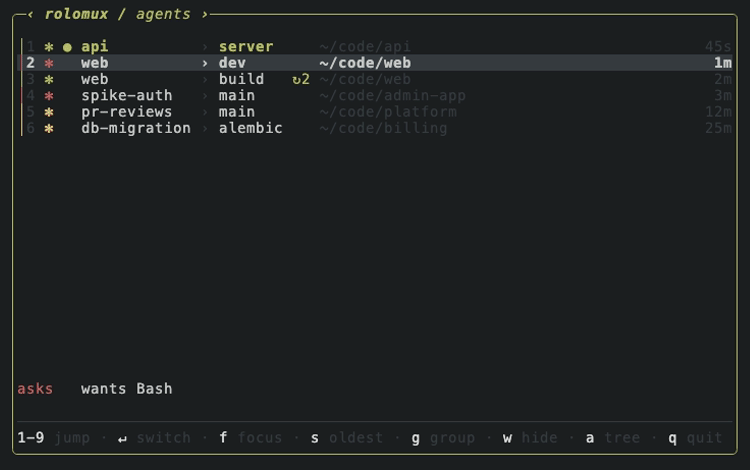 ‹ rolomux / agents ›
1 * ● api › server ~/code/api 45s
2 * web › dev ~/code/web 1m
3 * web › build ↻2 ~/code/web 2m
4 * spike-auth › main ~/code/admin-app 3m
5 * pr-reviews › main ~/code/platform 12m
6 * db-migration › alembic ~/code/billing 25m
asks wants Bash
1-9 jump · ↵ switch · f focus · s oldest · g group · w hide · a tree · q quit